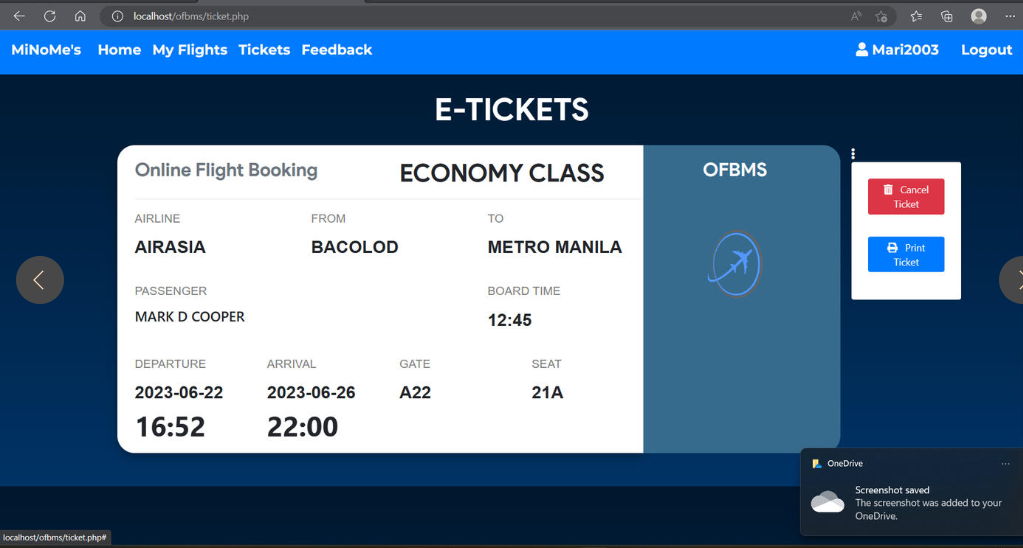 localhost/ofbms/ticket.php
MiNoMe's Home My Flights Tickets Feedback Mari2003 Logout
E-TICKETS
Online Flight Booking ECONOMY CLASS OFBMS
Cancel
Ticket
Print
Ticket
AIRLINE FROM TO
AIRASIA BACOLOD METRO MANILA
PASSENGER BOARD TIME
MARK D COOPER 12:45
DEPARTURE ARRIVAL GATE SEAT
2023-06-22 2023-06-26 A22 21A
16:52 22:00
OneDrive
Screenshot saved
The screenshot was added to your
OneDrive.
localhost/ofbms/ticket.php#